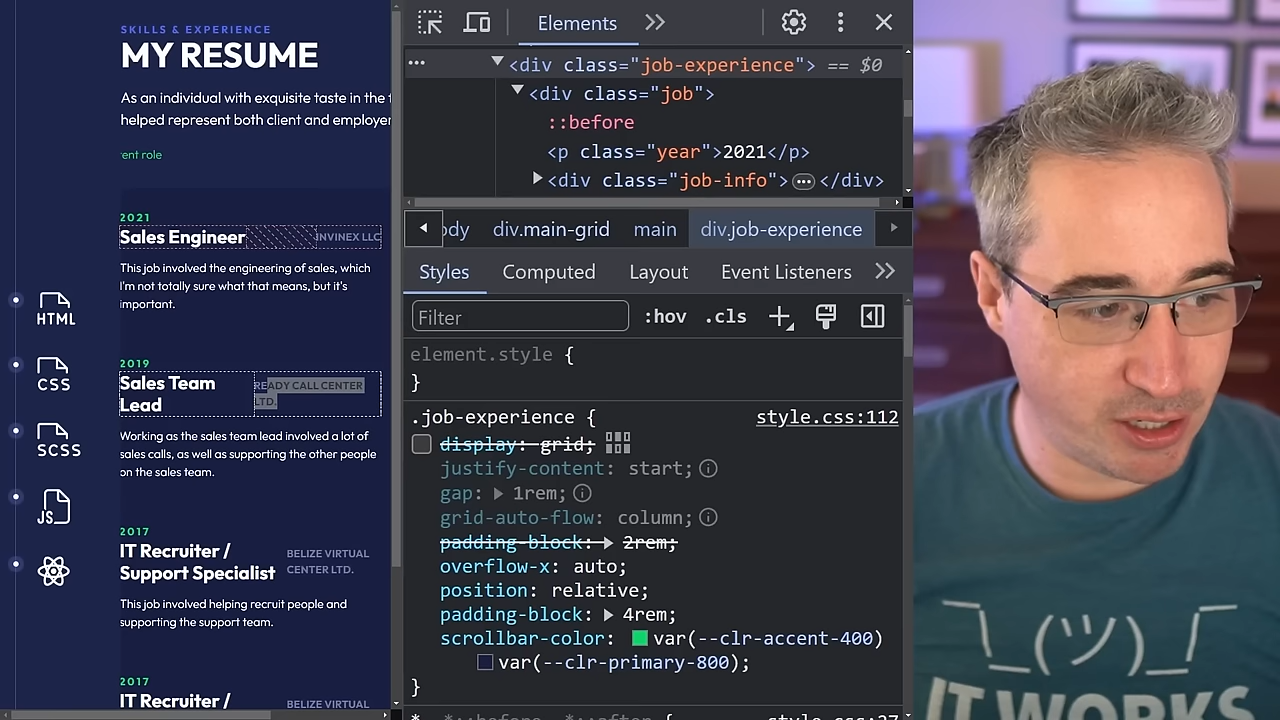 SKILLS & EXPERIENCE
MY RESUME
As an individual with exquisite taste in the t
helped represent both client and employer
rent role
2021
Sales Engineer
INVINEX LLC
This job involved the engineering of sales, which
I'm not totally sure what that means, but it's
important.
2019
Sales Team
Lead
READY CALL CENTER
LTD.
Working as the sales team lead involved a lot of
sales calls, as well as supporting the other people
on the sales team.
2017
IT Recruiter /
Support Specialist
BELIZE VIRTUAL
CENTER LTD.
This job involved helping recruit people and
supporting the support team.
2017
IT Recruiter /
BELIZE VIRTUAL
HTML
CSS
SCSS
JS
Elements
<div class="job-experience"> == $0
<div class="job">
::before
<p class="year">2021</p>
<div class="job-info"> ••• </div>
ody div.main-grid main div.job-experience
Styles Computed Layout Event Listeners
Filter :hov .cls
element.style {
}
.job-experience { style.css:112
display: grid;
justify-content: start;
gap: 1rem;
grid-auto-flow: column;
padding-block: 2rem;
overflow-x: auto;
position: relative;
padding-block: 4rem;
scrollbar-color: var(--clr-accent-400)
var(--clr-primary-800);
}
*, *::before, *::after { style.css:27
¯\_(ツ)_/¯
IT WORKS